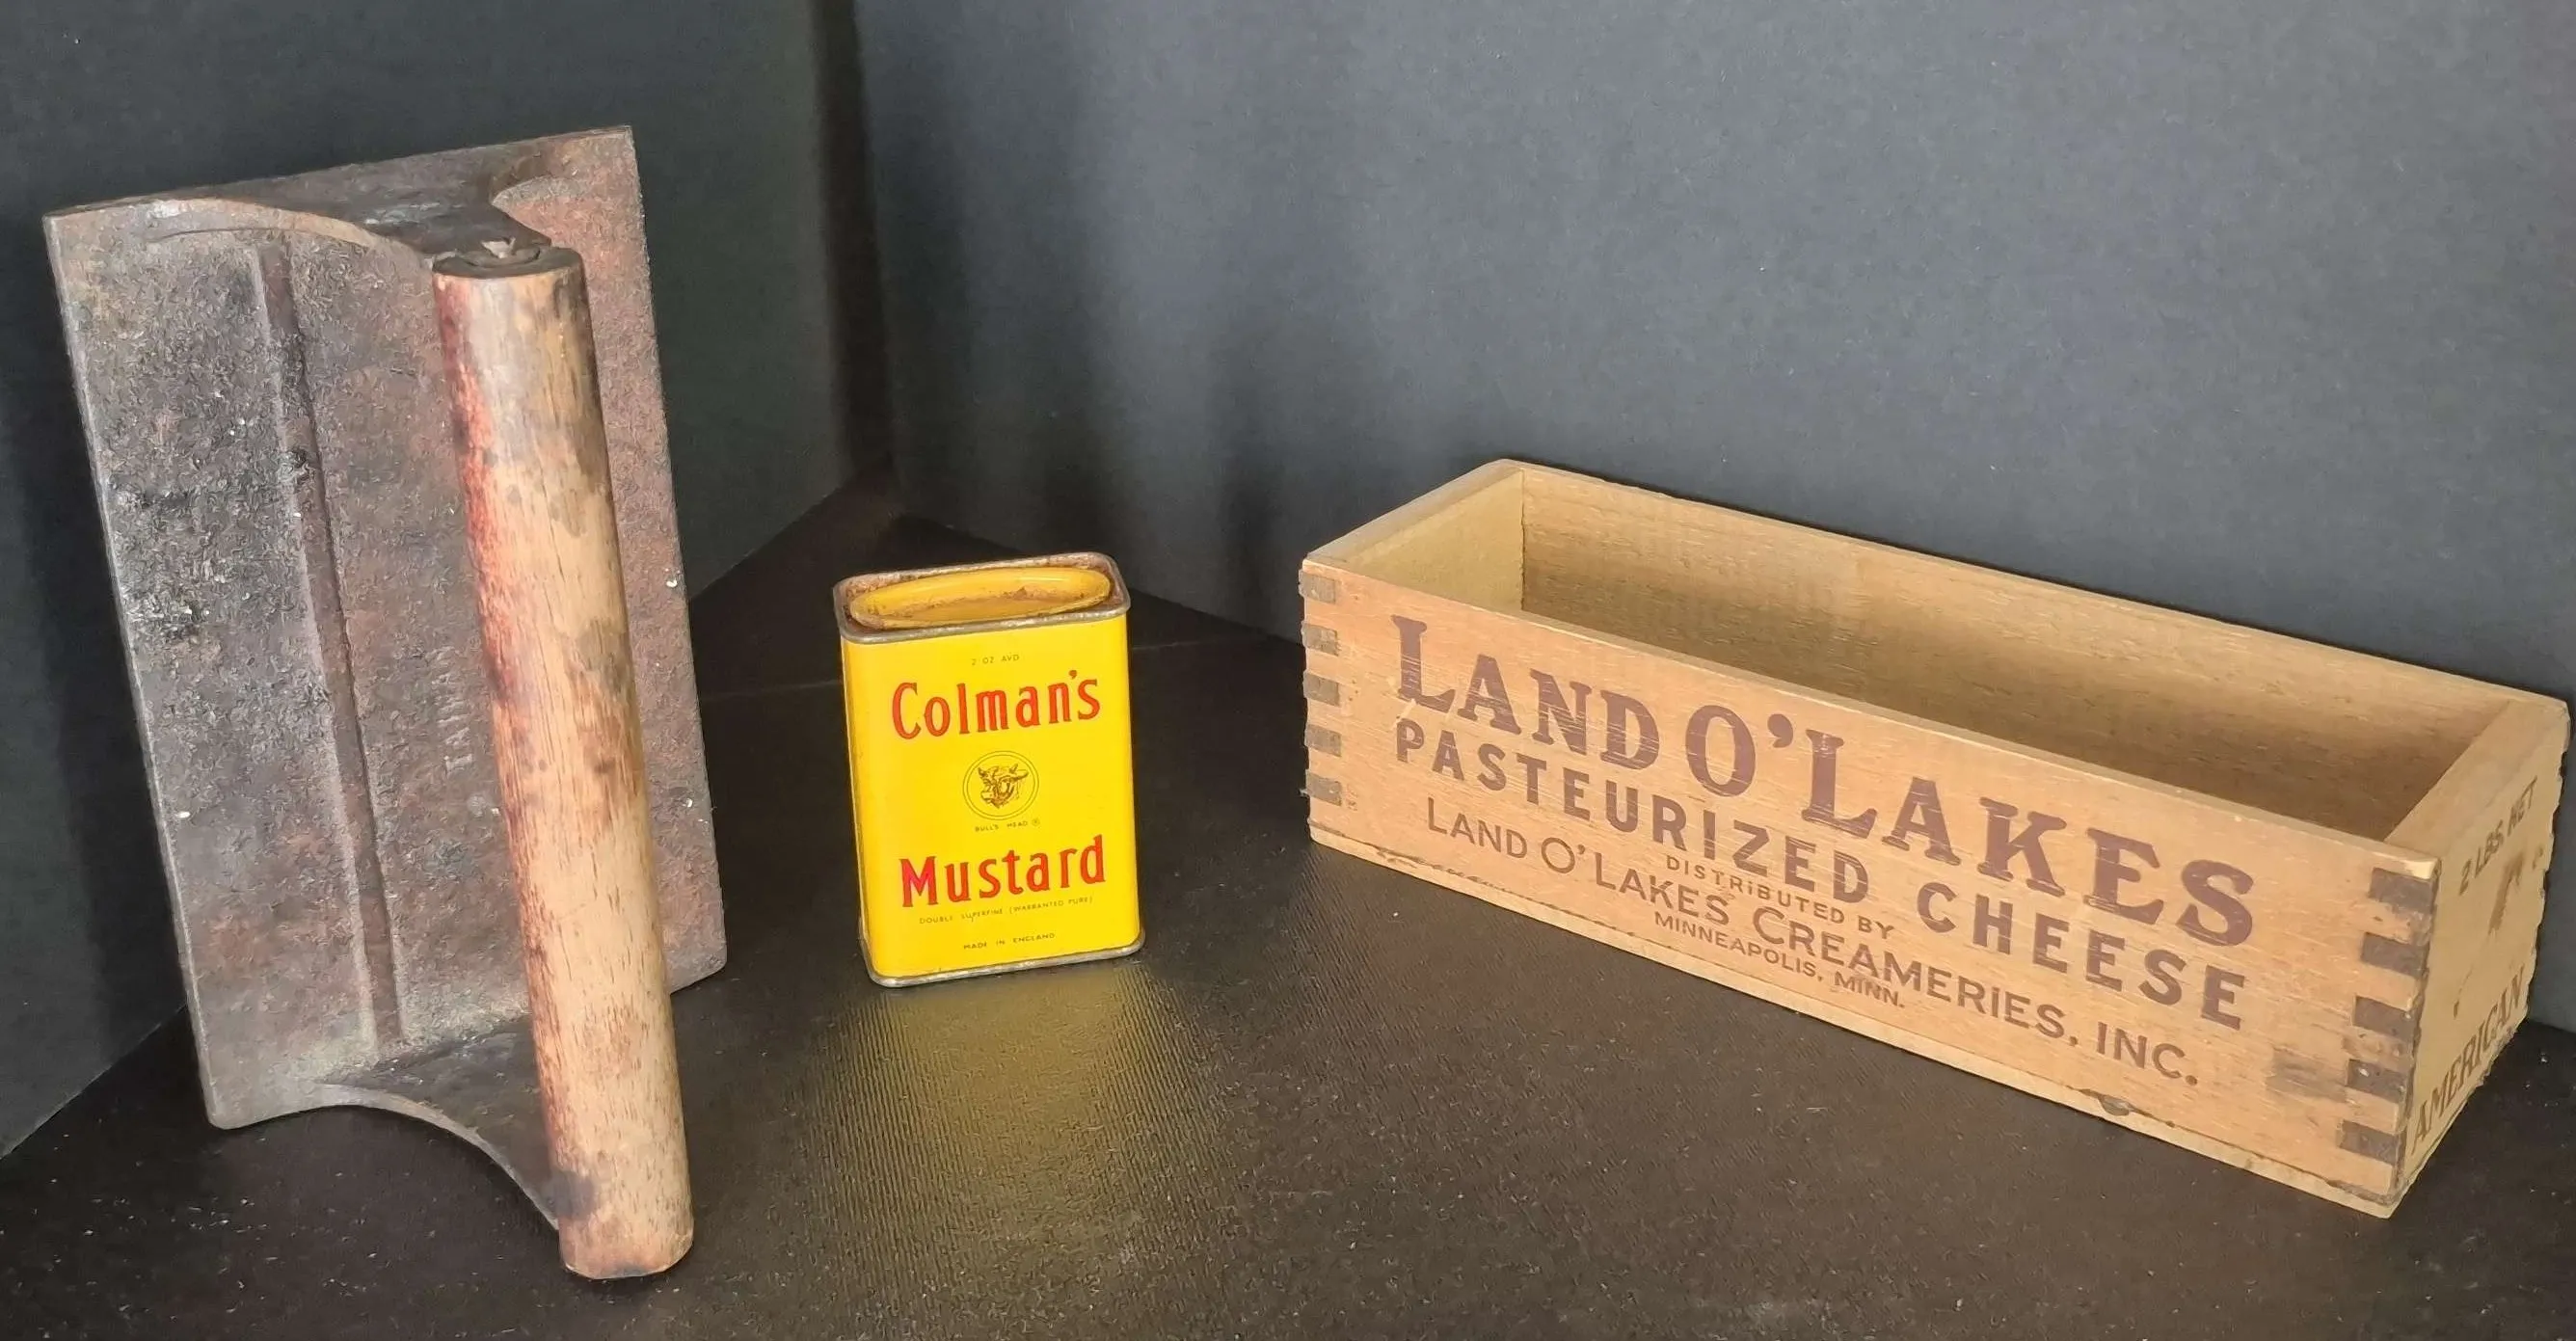 TAIWAN
2 OZ AVD
Colman's
BULL'S HEAD ®
Mustard
DOUBLE SUPERFINE (WARRANTED PURE)
MADE IN ENGLAND
LAND O'LAKES
PASTEURIZED CHEESE
DISTRIBUTED BY
LAND O'LAKES CREAMERIES, INC.
MINNEAPOLIS, MINN.
2 LBS. NET
AMERICAN